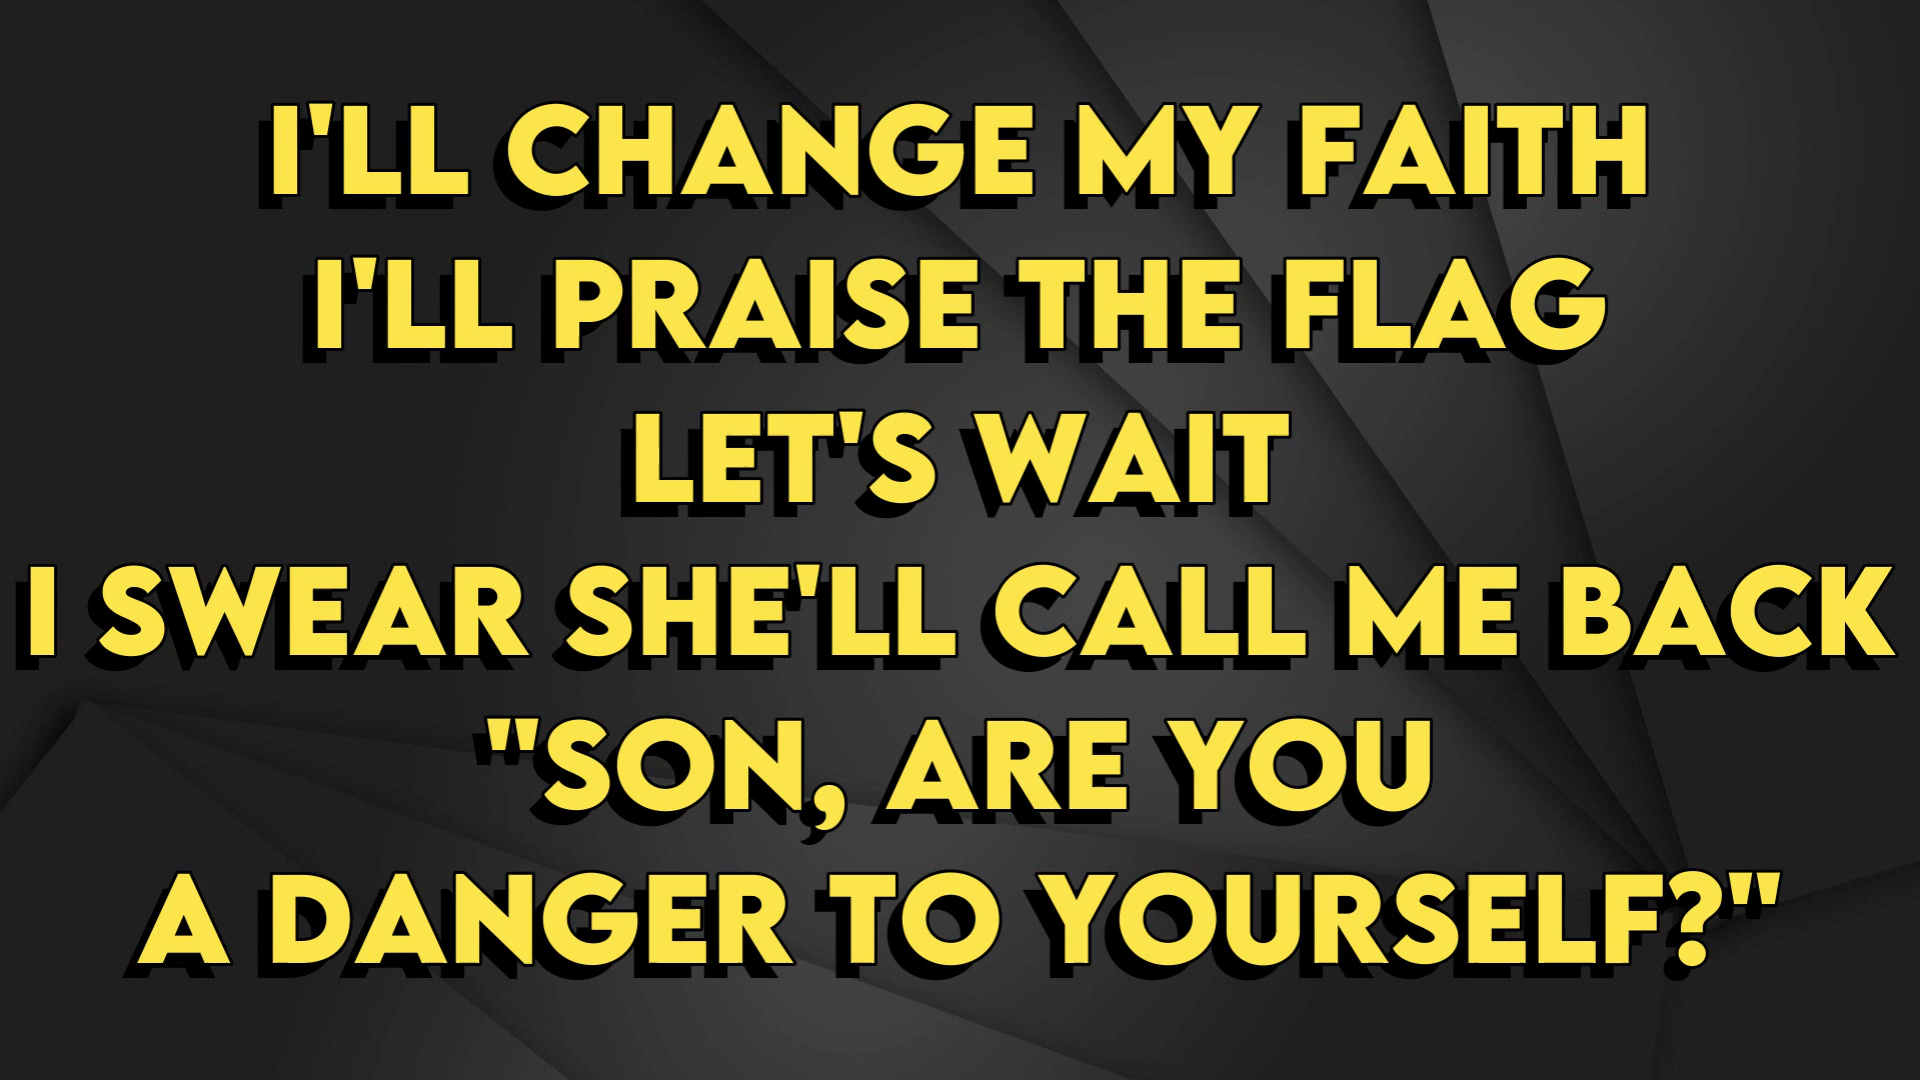 I'LL CHANGE MY FAITH
I'LL PRAISE THE FLAG
LET'S WAIT
I SWEAR SHE'LL CALL ME BACK
"SON, ARE YOU
A DANGER TO YOURSELF?"